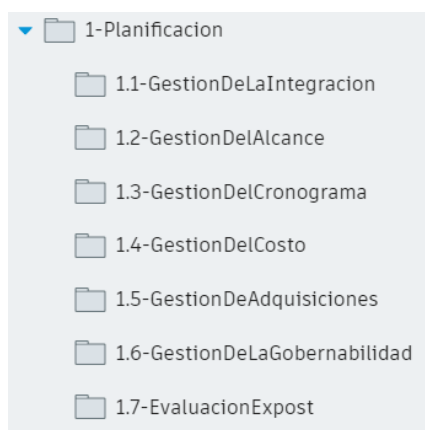 1-Planificacion
1.1-GestionDeLaIntegracion
1.2-GestionDelAlcance
1.3-GestionDelCronograma
1.4-GestionDelCosto
1.5-GestionDeAdquisiciones
1.6-GestionDeLaGobernabilidad
1.7-EvaluacionExpost